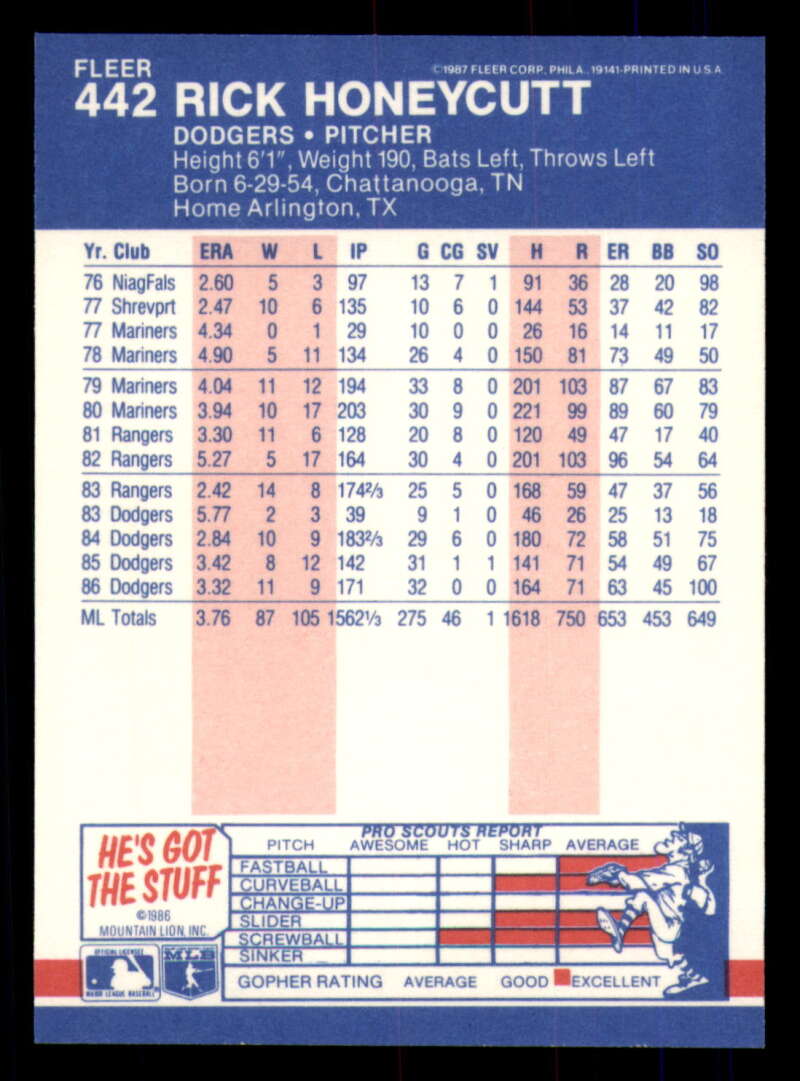 FLEER ©1987 FLEER CORP., PHILA., 19141-PRINTED IN U.S.A.
442 RICK HONEYCUTT
DODGERS • PITCHER
Height 6'1", Weight 190, Bats Left, Throws Left
Born 6-29-54, Chattanooga, TN
Home Arlington, TX
Yr. Club ERA W L IP G CG SV H R ER BB SO
76 NiagFals 2.60 5 3 97 13 7 1 91 36 28 20 98
77 Shrevprt 2.47 10 6 135 10 6 0 144 53 37 42 82
77 Mariners 4.34 0 1 29 10 0 0 26 16 14 11 17
78 Mariners 4.90 5 11 134 26 4 0 150 81 73 49 50
79 Mariners 4.04 11 12 194 33 8 0 201 103 87 67 83
80 Mariners 3.94 10 17 203 30 9 0 221 99 89 60 79
81 Rangers 3.30 11 6 128 20 8 0 120 49 47 17 40
82 Rangers 5.27 5 17 164 30 4 0 201 103 96 54 64
83 Rangers 2.42 14 8 174⅔ 25 5 0 168 59 47 37 56
83 Dodgers 5.77 2 3 39 9 1 0 46 26 25 13 18
84 Dodgers 2.84 10 9 183⅔ 29 6 0 180 72 58 51 75
85 Dodgers 3.42 8 12 142 31 1 1 141 71 54 49 67
86 Dodgers 3.32 11 9 171 32 0 0 164 71 63 45 100
ML Totals 3.76 87 105 1562⅓ 275 46 1 1618 750 653 453 649
HE'S GOT
THE STUFF
©1986
MOUNTAIN LION, INC.
OFFICIAL LICENSEE
MAJOR LEAGUE BASEBALL
MLB
PRO SCOUTS REPORT
PITCH AWESOME HOT SHARP AVERAGE
FASTBALL
CURVEBALL
CHANGE-UP
SLIDER
SCREWBALL
SINKER
GOPHER RATING AVERAGE GOOD EXCELLENT